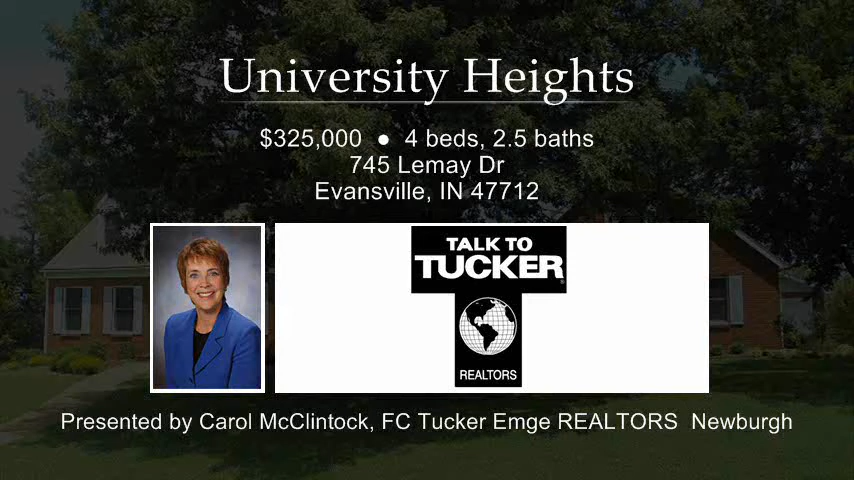 University Heights
$325,000 ● 4 beds, 2.5 baths
745 Lemay Dr
Evansville, IN 47712
TALK TO
TUCKER®
REALTORS
Presented by Carol McClintock, FC Tucker Emge REALTORS  Newburgh